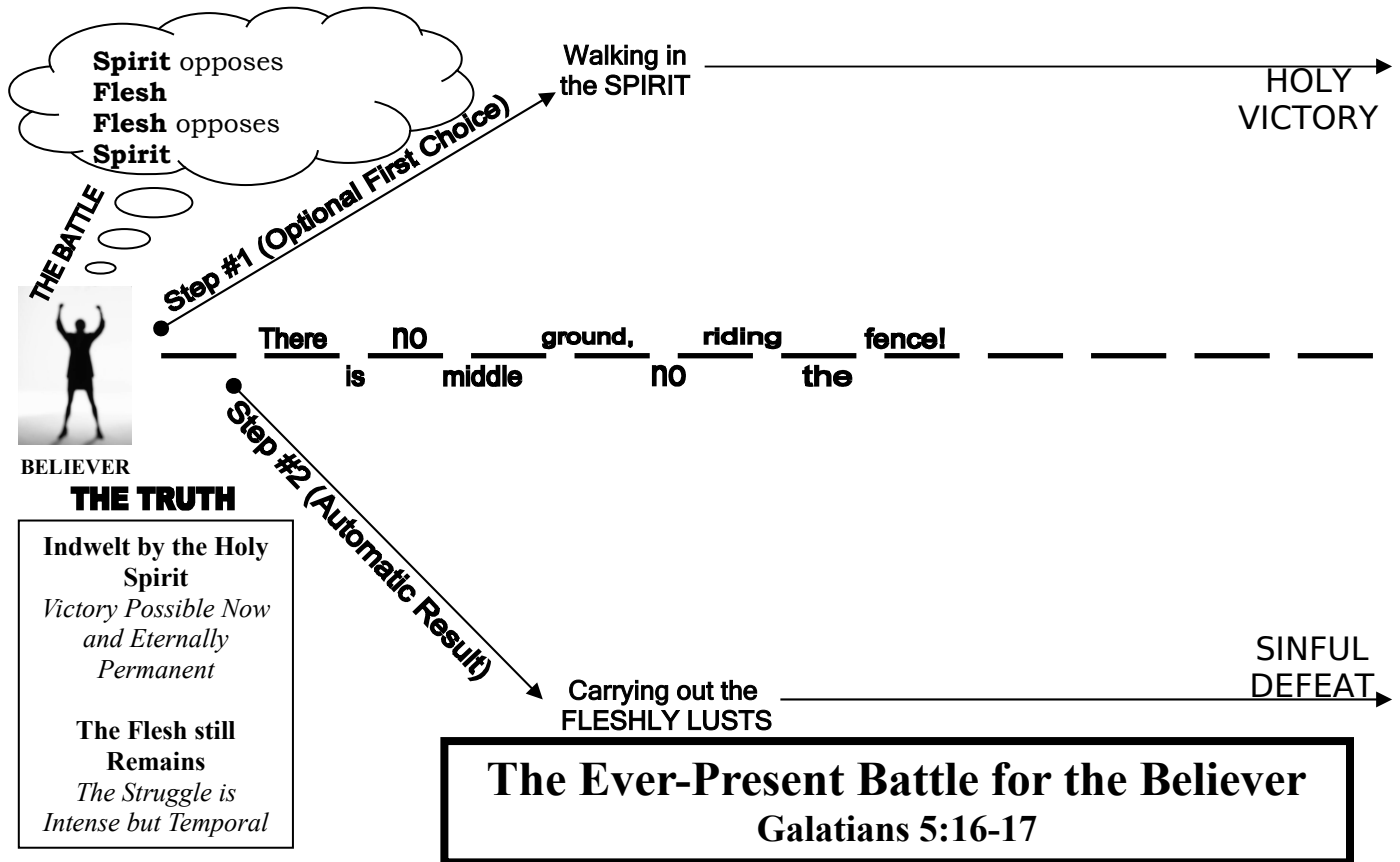 Spirit opposes
Flesh
Flesh opposes
Spirit
THE BATTLE
BELIEVER
THE TRUTH
Indwelt by the Holy
Spirit
Victory Possible Now
and Eternally
Permanent
The Flesh still
Remains
The Struggle is
Intense but Temporal
Step #1 (Optional First Choice)
Walking in
the SPIRIT
HOLY
VICTORY
There is no middle ground, no riding the fence!
Step #2 (Automatic Result)
Carrying out the
FLESHLY LUSTS
SINFUL
DEFEAT
The Ever-Present Battle for the Believer
Galatians 5:16-17